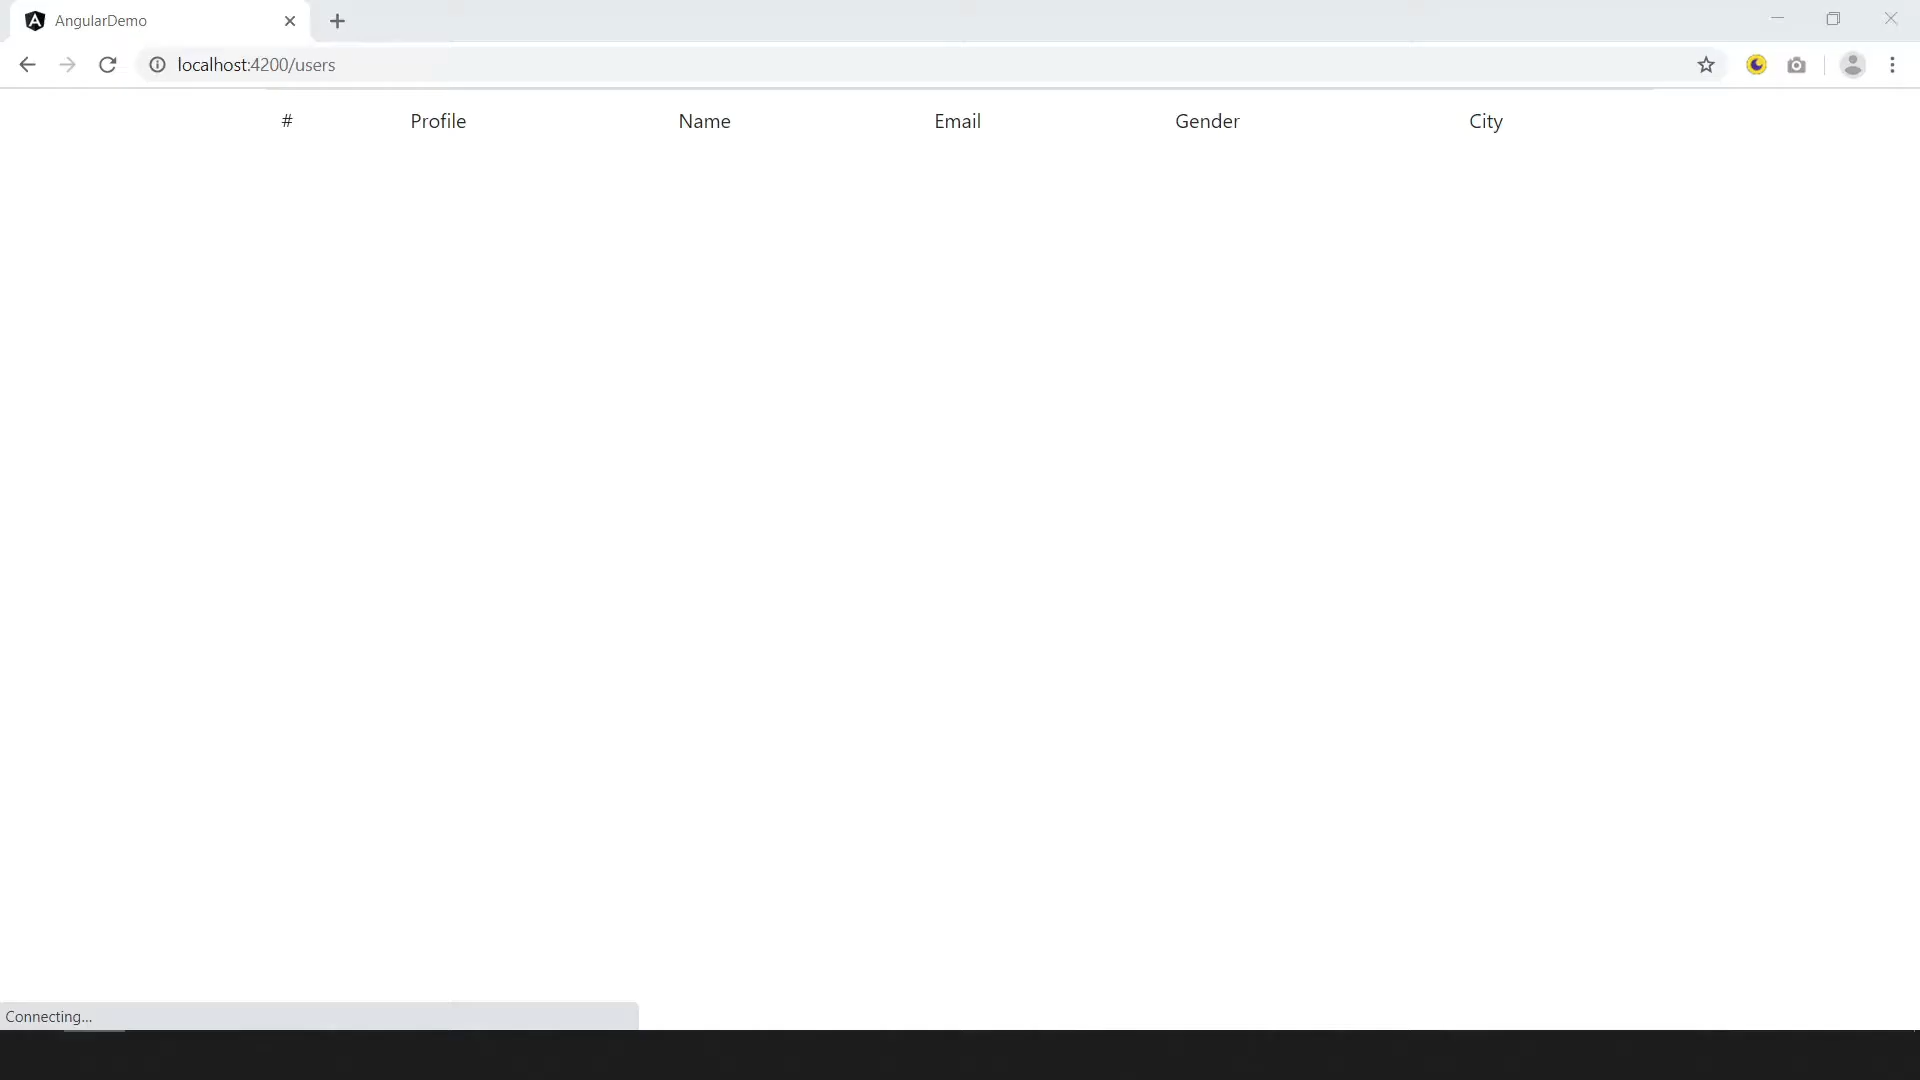 AngularDemo
localhost:4200/users
# Profile Name Email Gender City
Connecting...